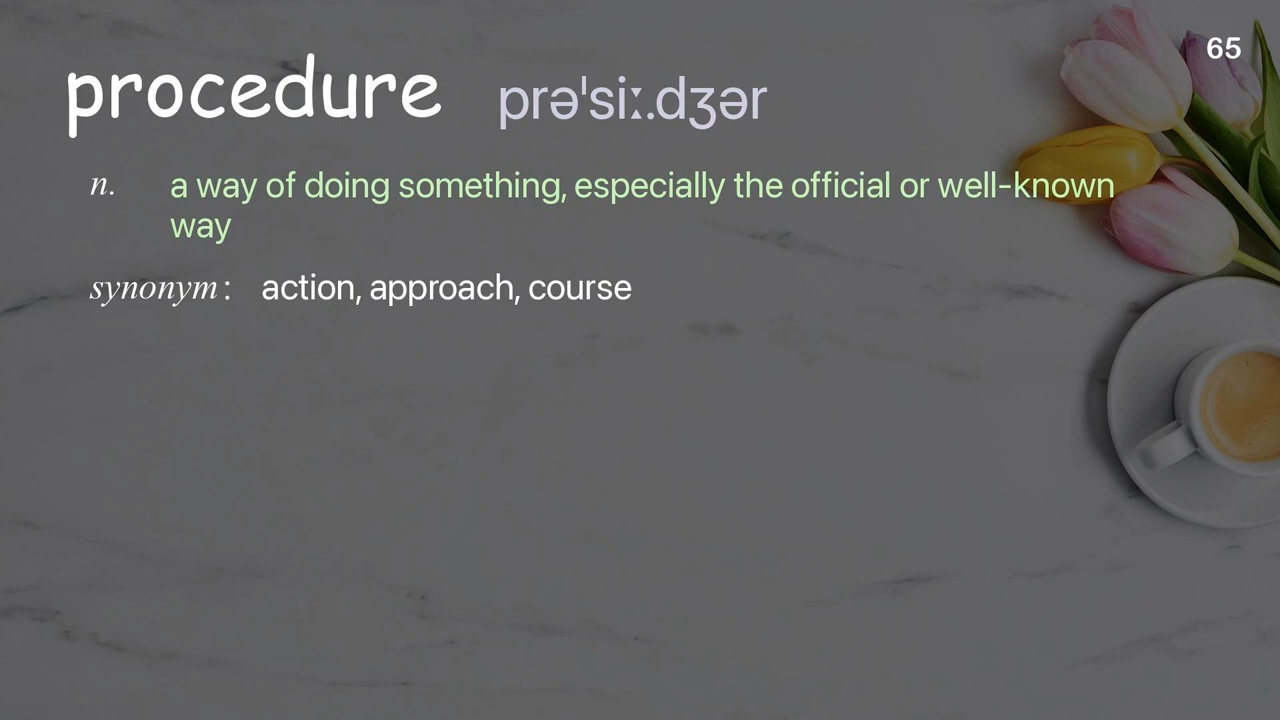 65
procedure prəˈsiː.dʒər
n. a way of doing something, especially the official or well-known
way
synonym: action, approach, course